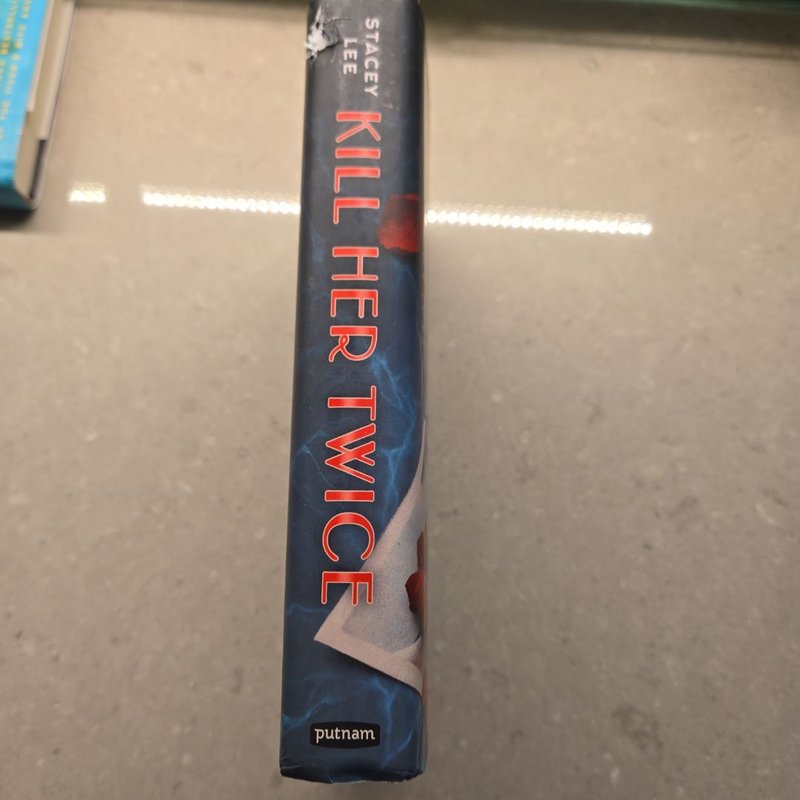 STACEY
LEE
KILL HER TWICE
putnam